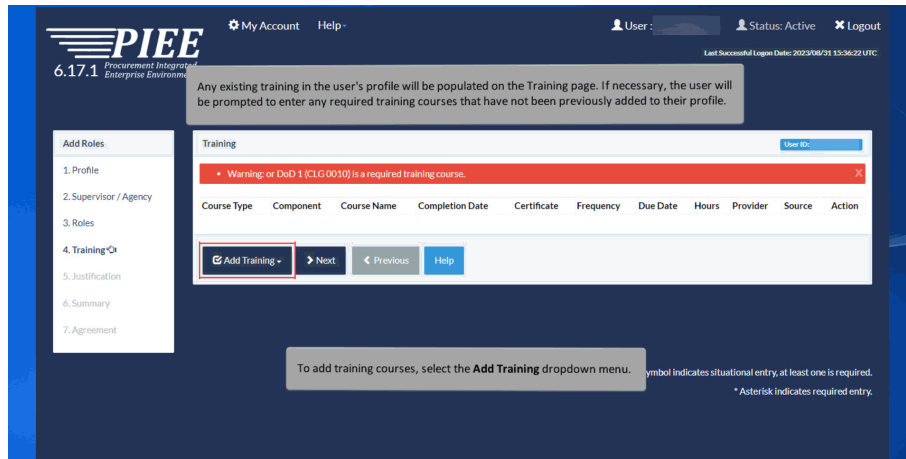 My Account Help
User : Status: Active Logout
PIEE
Procurement Integrated
6.17.1 Enterprise Environme
Last Successful Logon Date: 2023/08/31 15:36:22 UTC
Any existing training in the user's profile will be populated on the Training page. If necessary, the user will
be prompted to enter any required training courses that have not been previously added to their profile.
Add Roles
1. Profile
2. Supervisor / Agency
3. Roles
4. Training
5. Justification
6. Summary
7. Agreement
Training User ID:
Warning: or DoD 1 (CLG 0010) is a required training course. X
Course Type Component Course Name Completion Date Certificate Frequency Due Date Hours Provider Source Action
Add Training Next Previous Help
To add training courses, select the Add Training dropdown menu.
ymbol indicates situational entry, at least one is required.
* Asterisk indicates required entry.